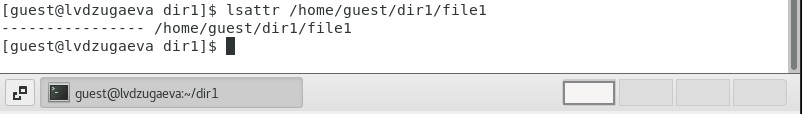 [guest@lvdzugaeva dir1]$ lsattr /home/guest/dir1/file1
---------------- /home/guest/dir1/file1
[guest@lvdzugaeva dir1]$
guest@lvdzugaeva:~/dir1